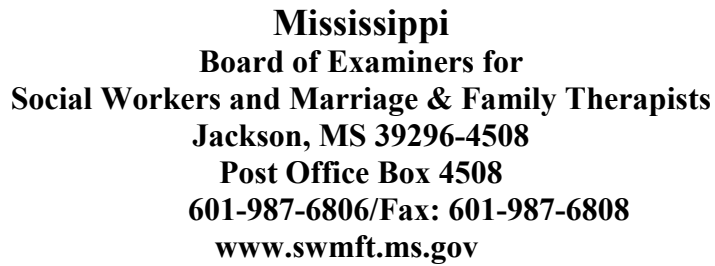 Mississippi
Board of Examiners for
Social Workers and Marriage & Family Therapists
Jackson, MS 39296-4508
Post Office Box 4508
601-987-6806/Fax: 601-987-6808
www.swmft.ms.gov